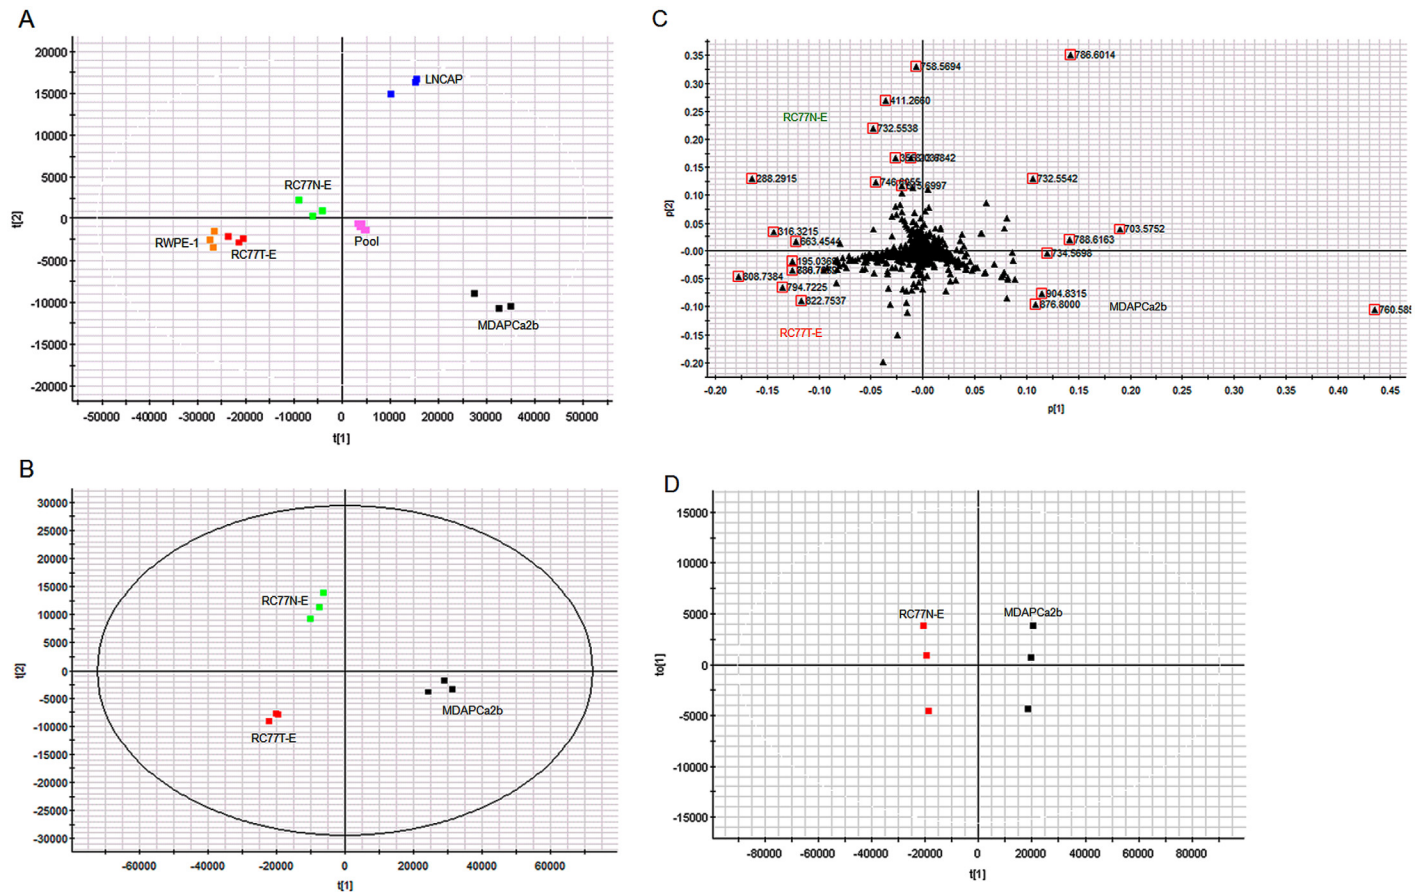 A
20000
15000
10000
5000
0
-5000
-10000
-15000
-20000
t[2]
LNCAP
RC77N-E
RWPE-1
RC77T-E
Pool
MDAPCa2b
-50000 -40000 -30000 -20000 -10000 0 10000 20000 30000 40000 50000
t[1]
B
30000
25000
20000
15000
10000
5000
0
-5000
-10000
-15000
-20000
-25000
-30000
t[2]
RC77N-E
RC77T-E
MDAPCa2b
-60000 -40000 -20000 0 20000 40000 60000
t[1]
C
0.35
0.30
0.25
0.20
0.15
0.10
0.05
-0.00
-0.05
-0.10
-0.15
-0.20
p[2]
786.6014
758.5694
411.2660
RC77N-E
732.5538
288.2915
732.5542
316.3215
663.4544
703.5752
788.6163
734.5698
808.7384
794.7225
822.7537
904.8315
876.8000
MDAPCa2b
RC77T-E
-0.20 -0.15 -0.10 -0.05 -0.00 0.05 0.10 0.15 0.20 0.25 0.30 0.35 0.40 0.45
p[1]
D
15000
10000
5000
0
-5000
-10000
-15000
to[1]
RC77N-E
MDAPCa2b
-80000 -60000 -40000 -20000 0 20000 40000 60000 80000
t[1]